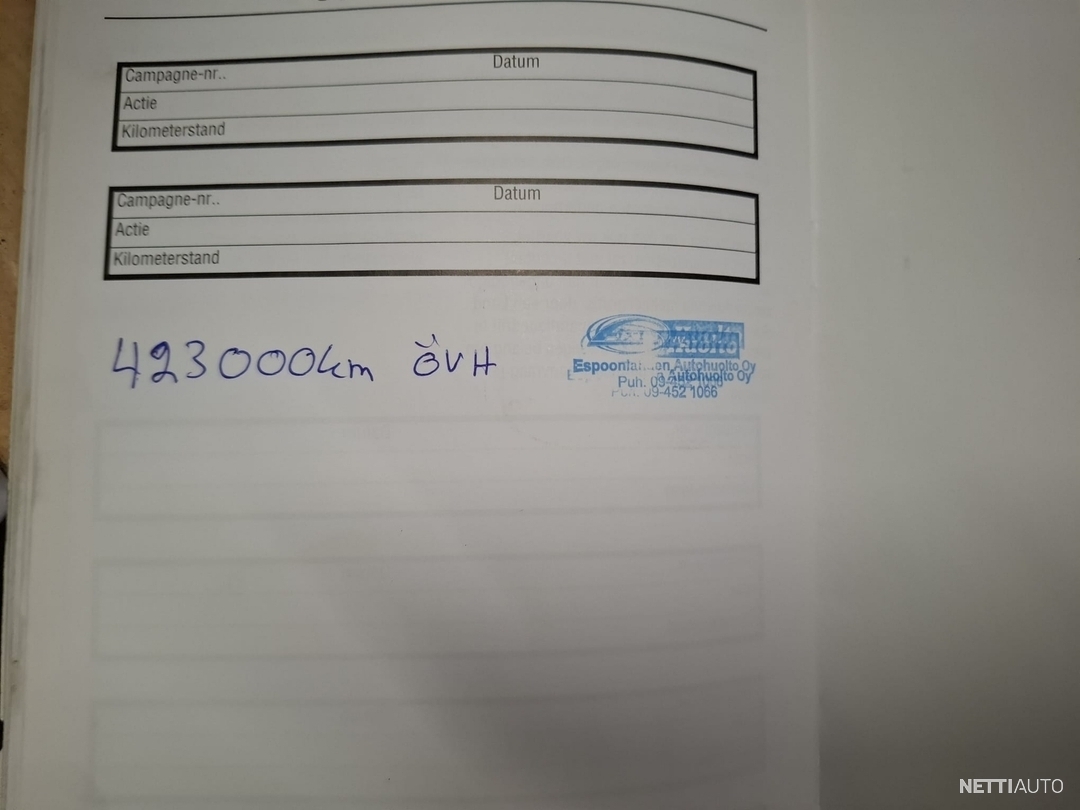 Campagne-nr.. Datum
Actie
Kilometerstand
Campagne-nr.. Datum
Actie
Kilometerstand
423000km ÖVH
Autohuolto Oy
Puh. 09-452 1066
NETTIAUTO